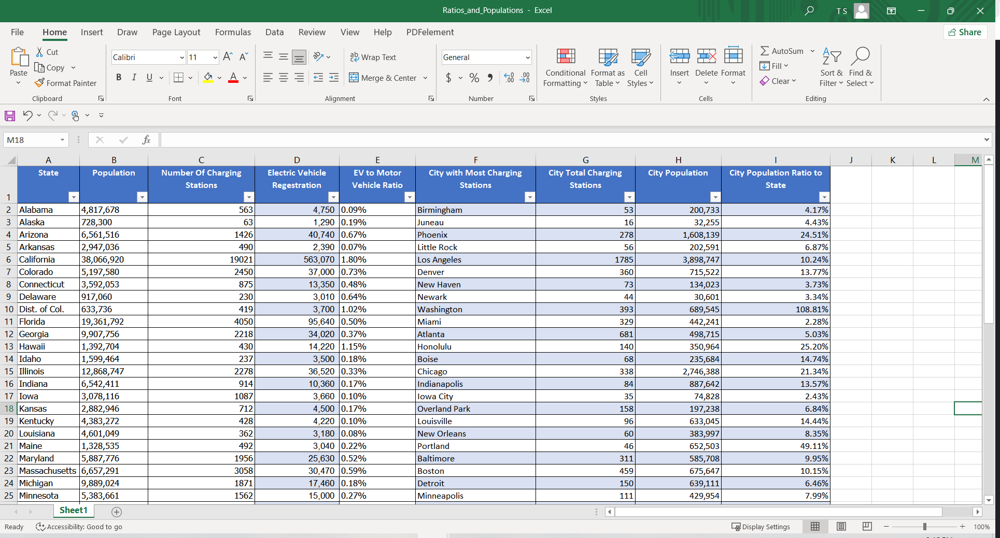 Ratios_and_Populations - Excel
T S
File Home Insert Draw Page Layout Formulas Data Review View Help PDFelement Share
Paste
Cut
Copy
Format Painter
Clipboard
Calibri 11
B I U
Font
Wrap Text
Merge & Center
Alignment
General
$ % ,
Number
Conditional Formatting
Format as Table
Cell Styles
Styles
Insert Delete Format
Cells
AutoSum
Fill
Clear
Sort & Filter
Find & Select
Editing
M18 fx
A B C D E F G H I J K L M
1 State Population Number Of Charging Stations Electric Vehicle Regestration EV to Motor Vehicle Ratio City with Most Charging Stations City Total Charging Stations City Population City Population Ratio to State
2 Alabama 4,817,678 563 4,750 0.09% Birmingham 53 200,733 4.17%
3 Alaska 728,300 63 1,290 0.19% Juneau 16 32,255 4.43%
4 Arizona 6,561,516 1426 40,740 0.67% Phoenix 278 1,608,139 24.51%
5 Arkansas 2,947,036 490 2,390 0.07% Little Rock 56 202,591 6.87%
6 California 38,066,920 19021 563,070 1.80% Los Angeles 1785 3,898,747 10.24%
7 Colorado 5,197,580 2450 37,000 0.73% Denver 360 715,522 13.77%
8 Connecticut 3,592,053 875 13,350 0.48% New Haven 73 134,023 3.73%
9 Delaware 917,060 230 3,010 0.64% Newark 44 30,601 3.34%
10 Dist. of Col. 633,736 419 3,700 1.02% Washington 393 689,545 108.81%
11 Florida 19,361,792 4050 95,640 0.50% Miami 329 442,241 2.28%
12 Georgia 9,907,756 2218 34,020 0.37% Atlanta 681 498,715 5.03%
13 Hawaii 1,392,704 430 14,220 1.15% Honolulu 140 350,964 25.20%
14 Idaho 1,599,464 237 3,500 0.18% Boise 68 235,684 14.74%
15 Illinois 12,868,747 2278 36,520 0.33% Chicago 338 2,746,388 21.34%
16 Indiana 6,542,411 914 10,360 0.17% Indianapolis 84 887,642 13.57%
17 Iowa 3,078,116 1087 3,660 0.10% Iowa City 35 74,828 2.43%
18 Kansas 2,882,946 712 4,500 0.17% Overland Park 158 197,238 6.84%
19 Kentucky 4,383,272 428 4,220 0.10% Louisville 96 633,045 14.44%
20 Louisiana 4,601,049 362 3,180 0.08% New Orleans 60 383,997 8.35%
21 Maine 1,328,535 492 3,040 0.22% Portland 46 652,503 49.11%
22 Maryland 5,887,776 1956 25,630 0.52% Baltimore 311 585,708 9.95%
23 Massachusetts 6,657,291 3058 30,470 0.59% Boston 459 675,647 10.15%
24 Michigan 9,889,024 1871 17,460 0.18% Detroit 150 639,111 6.46%
25 Minnesota 5,383,661 1562 15,000 0.27% Minneapolis 111 429,954 7.99%
Sheet1
Ready Accessibility: Good to go Display Settings 100%